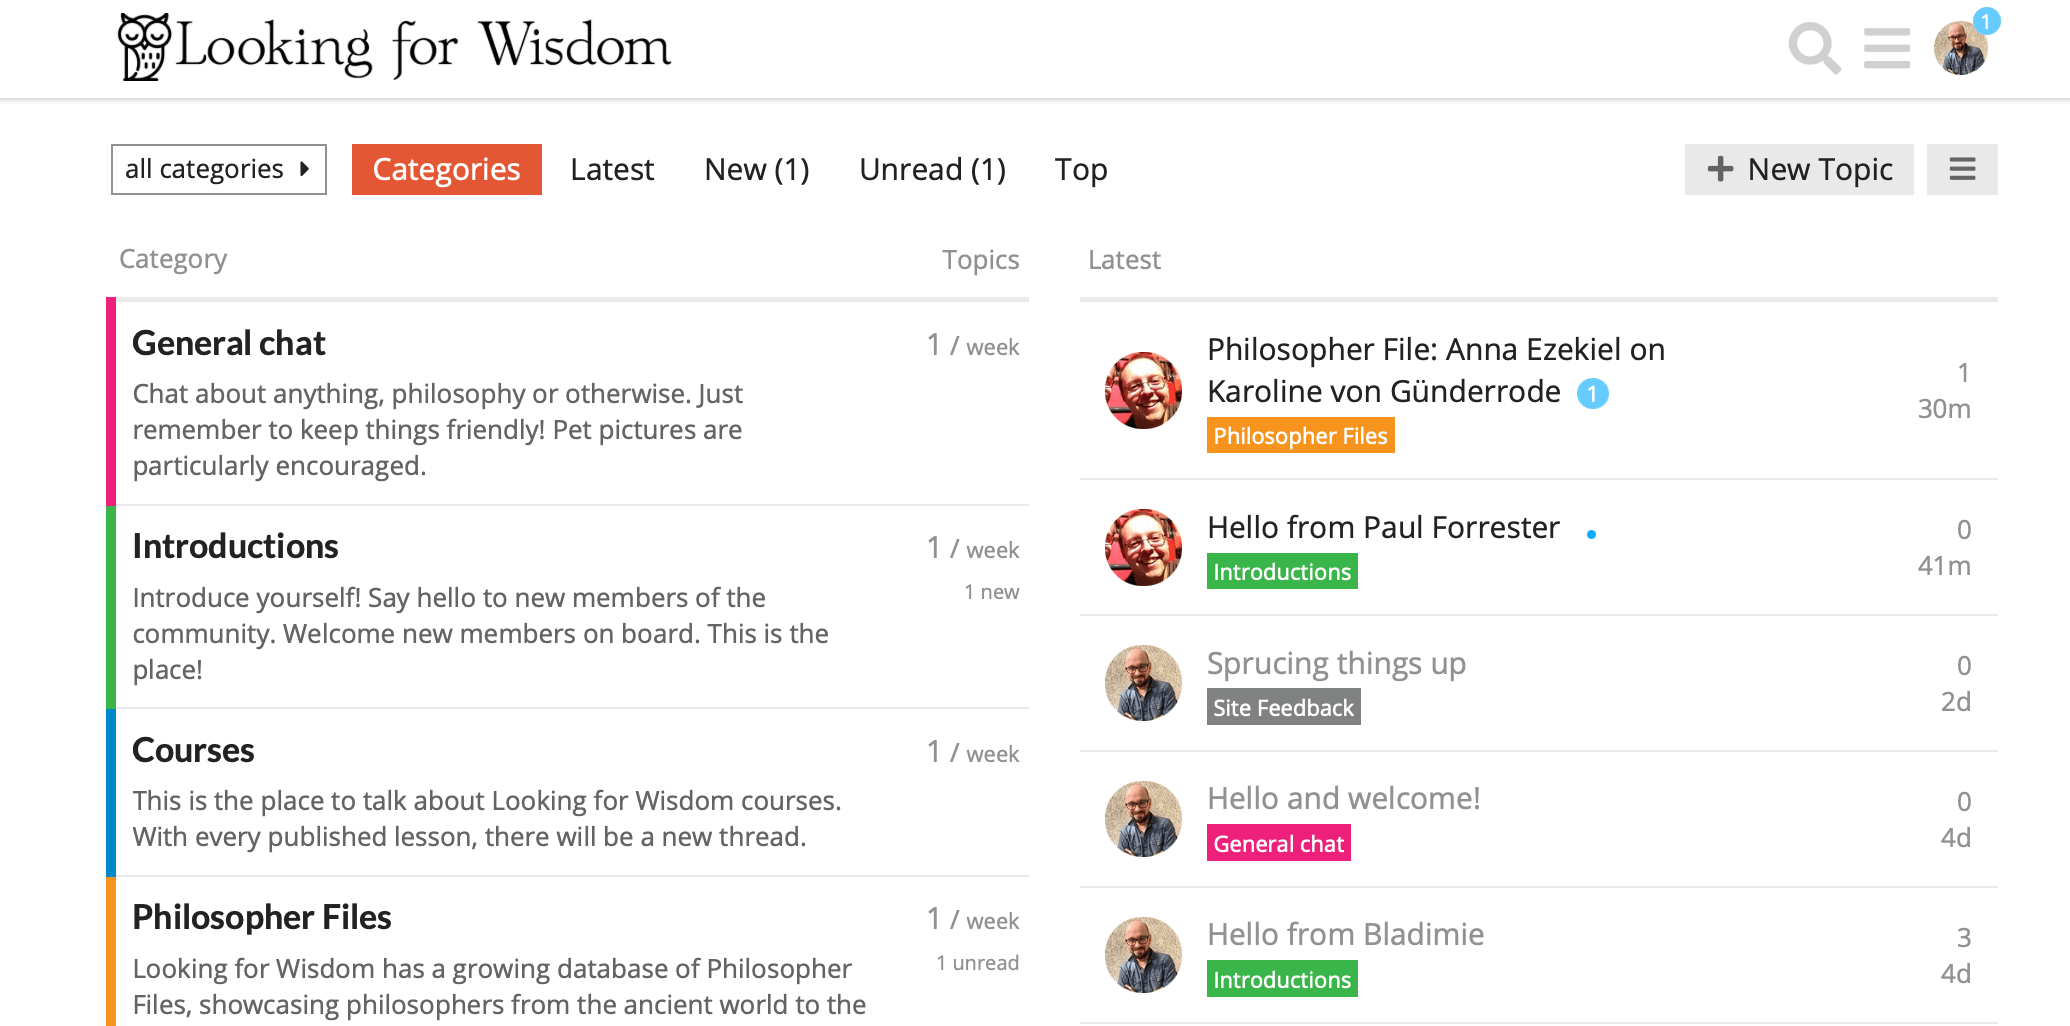 Looking for Wisdom
1
all categories
Categories
Latest
New (1)
Unread (1)
Top
+ New Topic
Category
Topics
General chat
1 / week
Chat about anything, philosophy or otherwise. Just
remember to keep things friendly! Pet pictures are
particularly encouraged.
Introductions
1 / week
1 new
Introduce yourself! Say hello to new members of the
community. Welcome new members on board. This is the
place!
Courses
1 / week
This is the place to talk about Looking for Wisdom courses.
With every published lesson, there will be a new thread.
Philosopher Files
1 / week
1 unread
Looking for Wisdom has a growing database of Philosopher
Files, showcasing philosophers from the ancient world to the
Latest
Philosopher File: Anna Ezekiel on
Karoline von Günderrode 1
Philosopher Files
1
30m
Hello from Paul Forrester
Introductions
0
41m
Sprucing things up
Site Feedback
0
2d
Hello and welcome!
General chat
0
4d
Hello from Bladimie
Introductions
3
4d